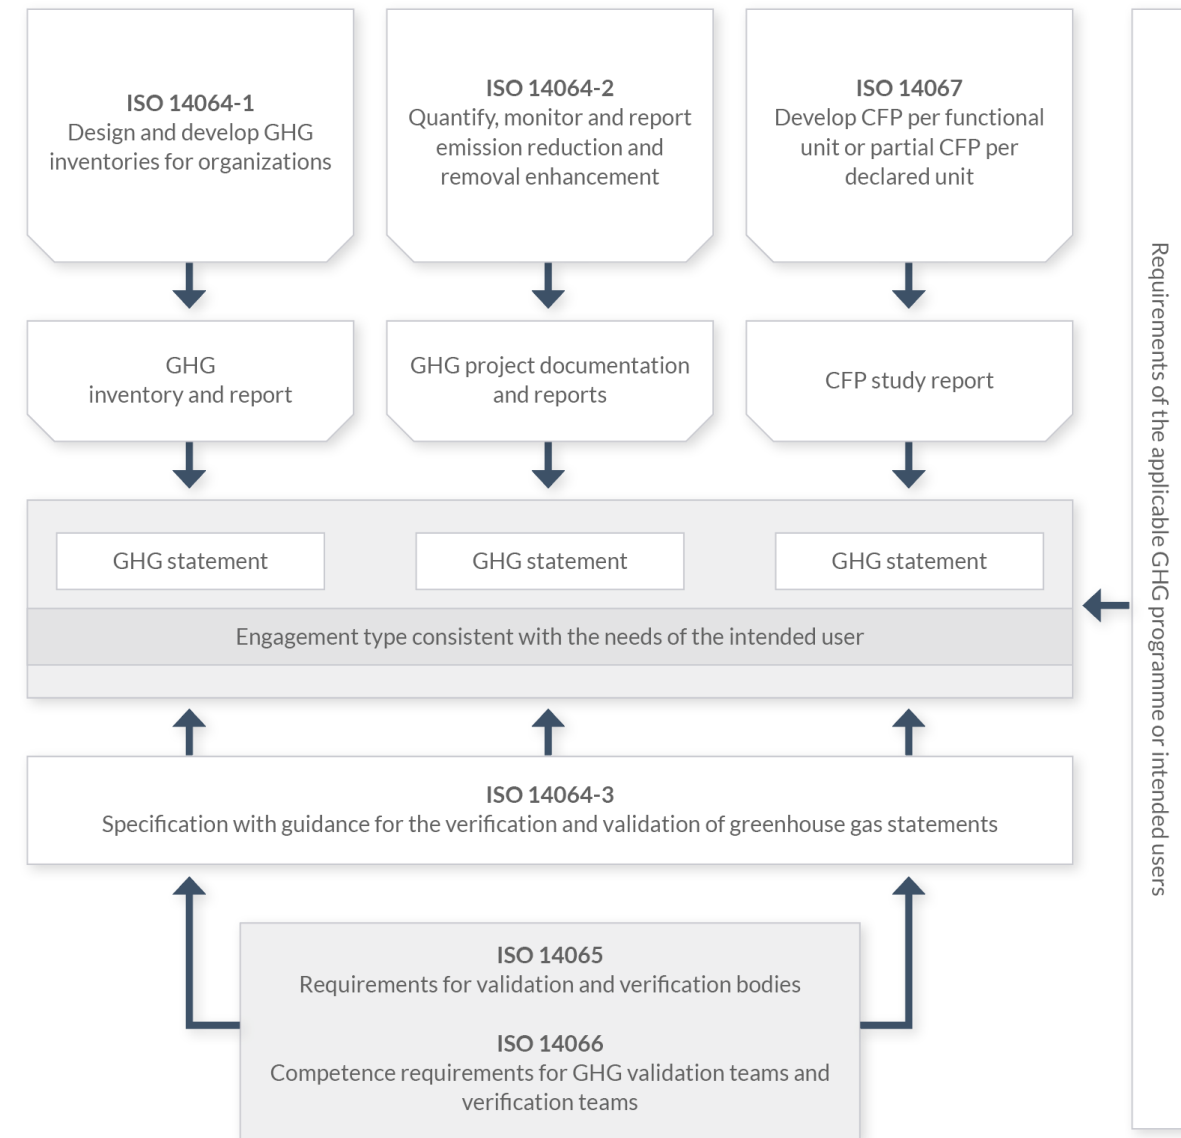 ISO 14064-1
Design and develop GHG
inventories for organizations
ISO 14064-2
Quantify, monitor and report
emission reduction and
removal enhancement
ISO 14067
Develop CFP per functional
unit or partial CFP per
declared unit
GHG
inventory and report
GHG project documentation
and reports
CFP study report
GHG statement
GHG statement
GHG statement
Engagement type consistent with the needs of the intended user
ISO 14064-3
Specification with guidance for the verification and validation of greenhouse gas statements
ISO 14065
Requirements for validation and verification bodies
ISO 14066
Competence requirements for GHG validation teams and
verification teams
Requirements of the applicable GHG programme or intended users